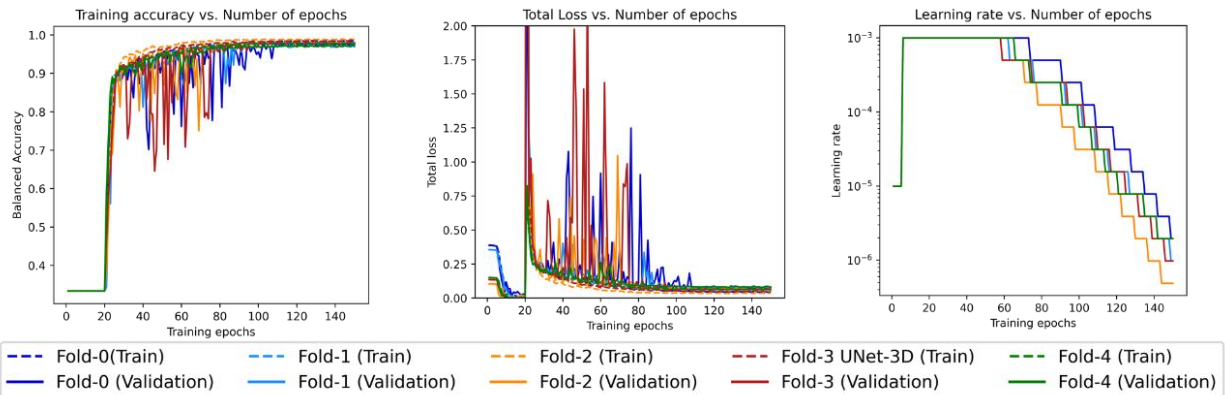 Training accuracy vs. Number of epochs
Balanced Accuracy
1.0
0.9
0.8
0.7
0.6
0.5
0.4
0 20 40 60 80 100 120 140
Training epochs
Total Loss vs. Number of epochs
Total loss
2.00
1.75
1.50
1.25
1.00
0.75
0.50
0.25
0.00
0 20 40 60 80 100 120 140
Training epochs
Learning rate vs. Number of epochs
Learning rate
10⁻³
10⁻⁴
10⁻⁵
10⁻⁶
0 20 40 60 80 100 120 140
Training epochs
Fold-0(Train) Fold-1 (Train) Fold-2 (Train) Fold-3 UNet-3D (Train) Fold-4 (Train)
Fold-0 (Validation) Fold-1 (Validation) Fold-2 (Validation) Fold-3 (Validation) Fold-4 (Validation)